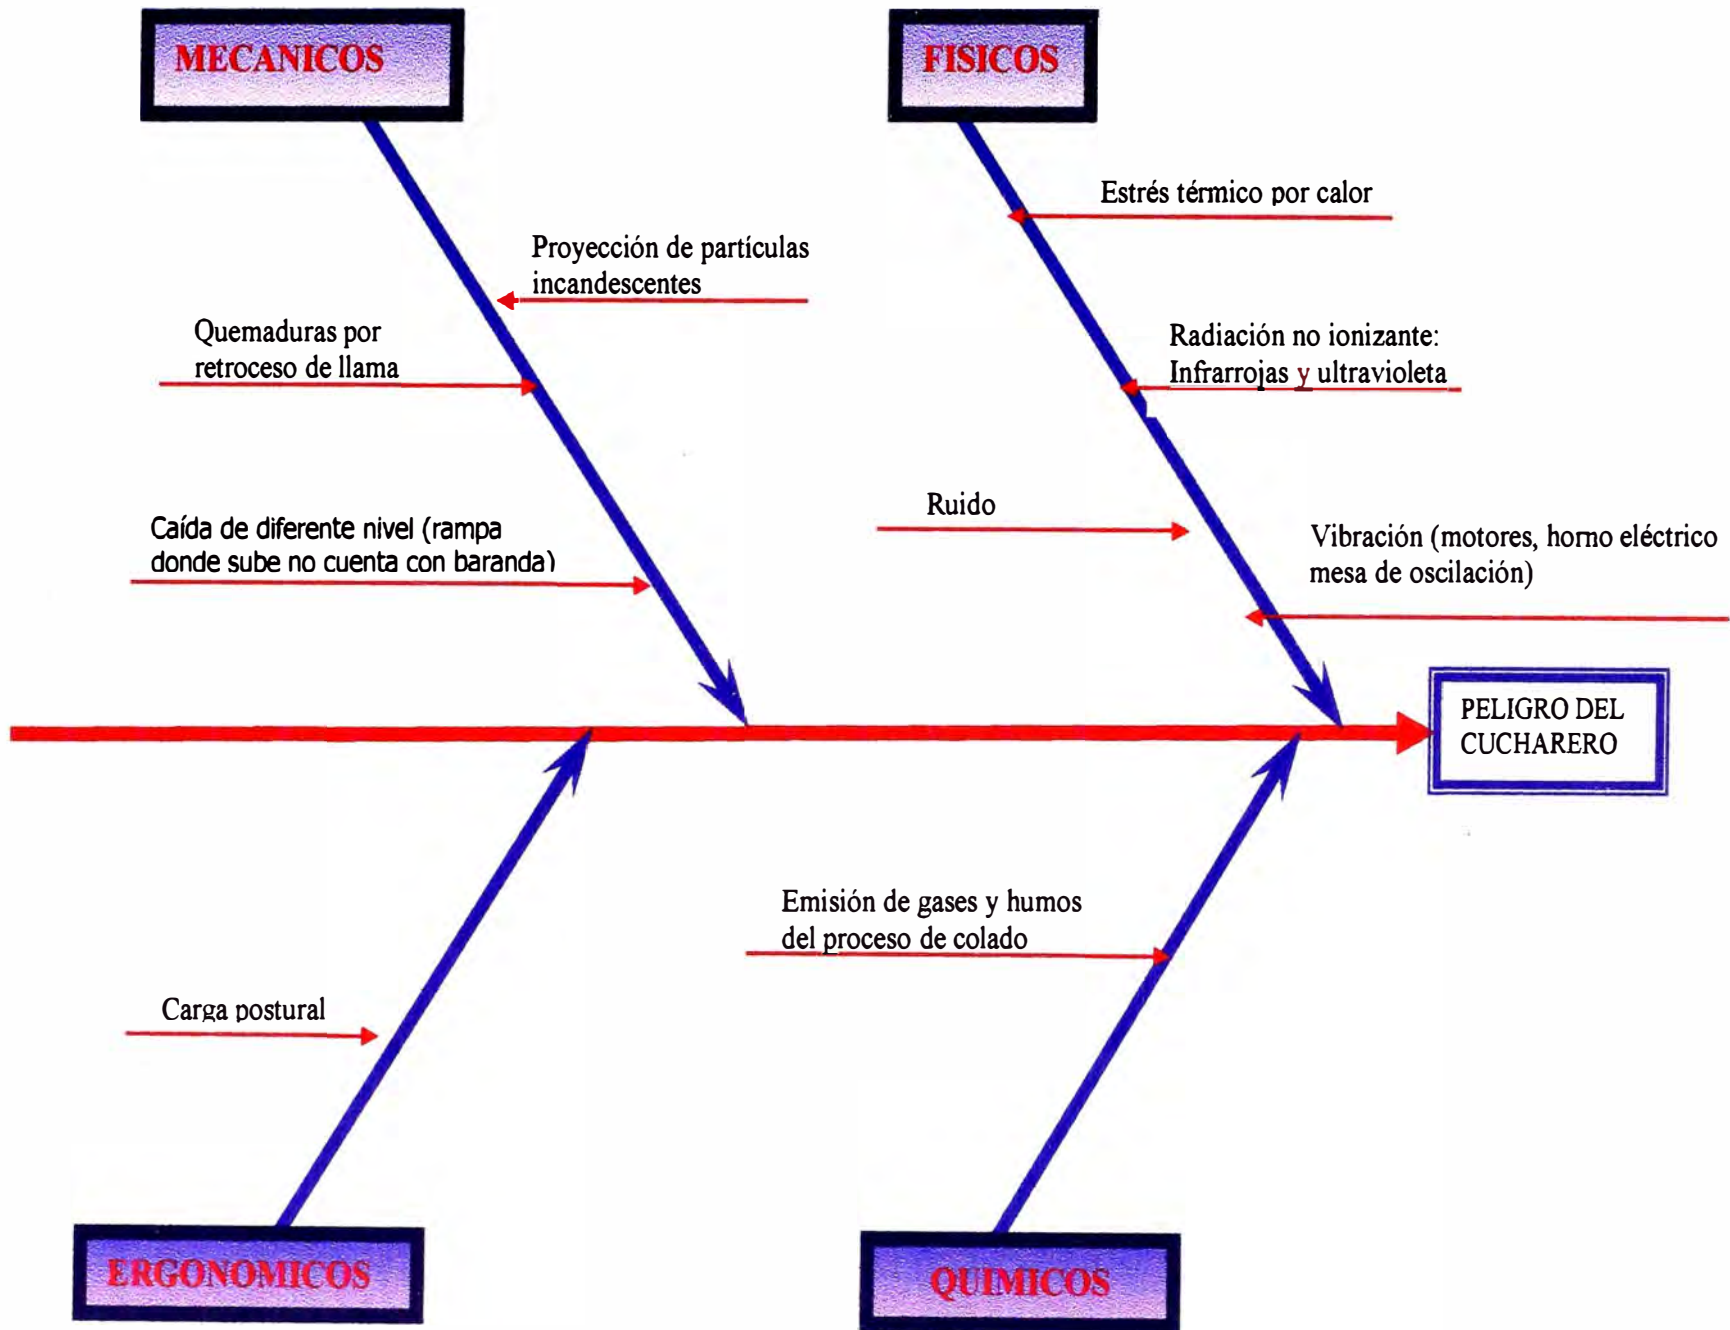 MECANICOS
FISICOS
Estrés térmico por calor
Proyección de partículas
incandescentes
Quemaduras por
retroceso de llama
Radiación no ionizante:
Infrarrojas y ultravioleta
Ruido
Caída de diferente nivel (rampa
donde sube no cuenta con baranda)
Vibración (motores, horno eléctrico
mesa de oscilación)
PELIGRO DEL
CUCHARERO
Emisión de gases y humos
del proceso de colado
Carga postural
ERGONOMICOS
QUIMICOS